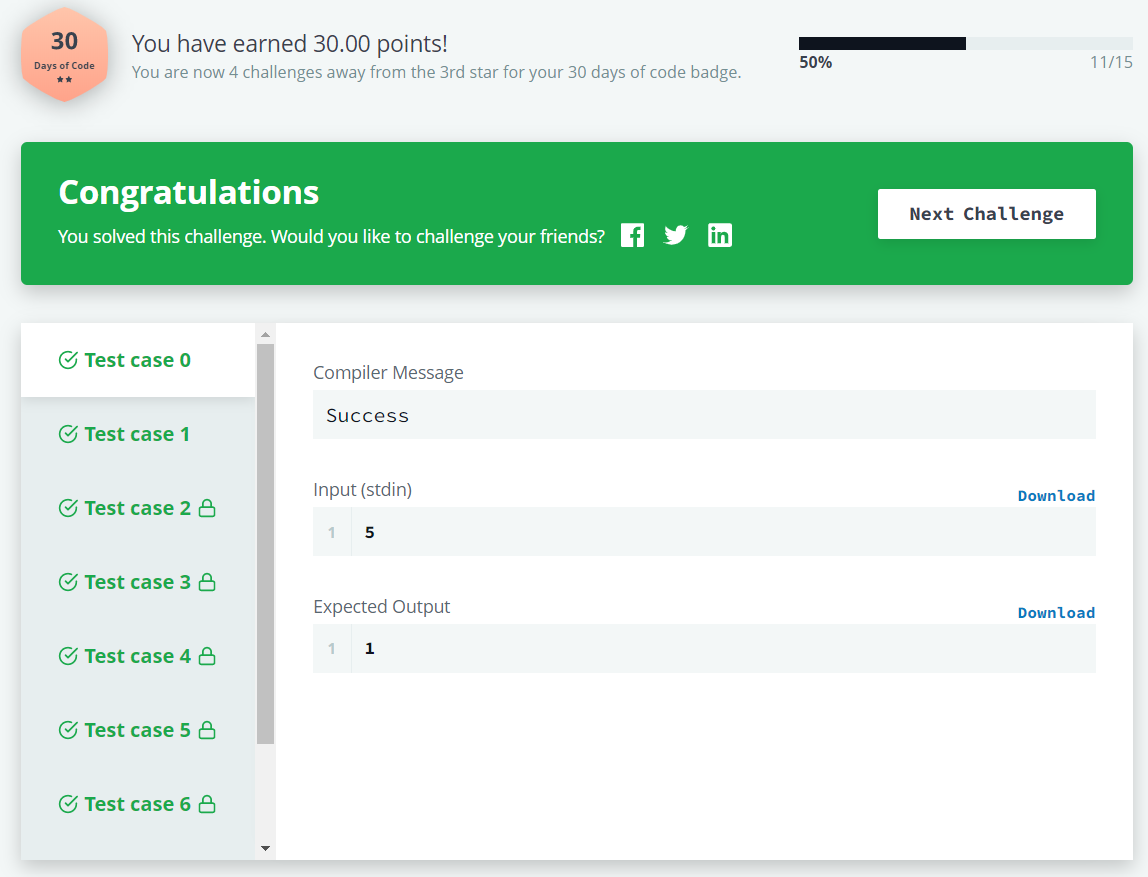 30
Days of Code
You have earned 30.00 points!
You are now 4 challenges away from the 3rd star for your 30 days of code badge.
50%
11/15
Congratulations
You solved this challenge. Would you like to challenge your friends?
Next Challenge
Test case 0
Test case 1
Test case 2
Test case 3
Test case 4
Test case 5
Test case 6
Compiler Message
Success
Input (stdin)
Download
1 5
Expected Output
Download
1 1